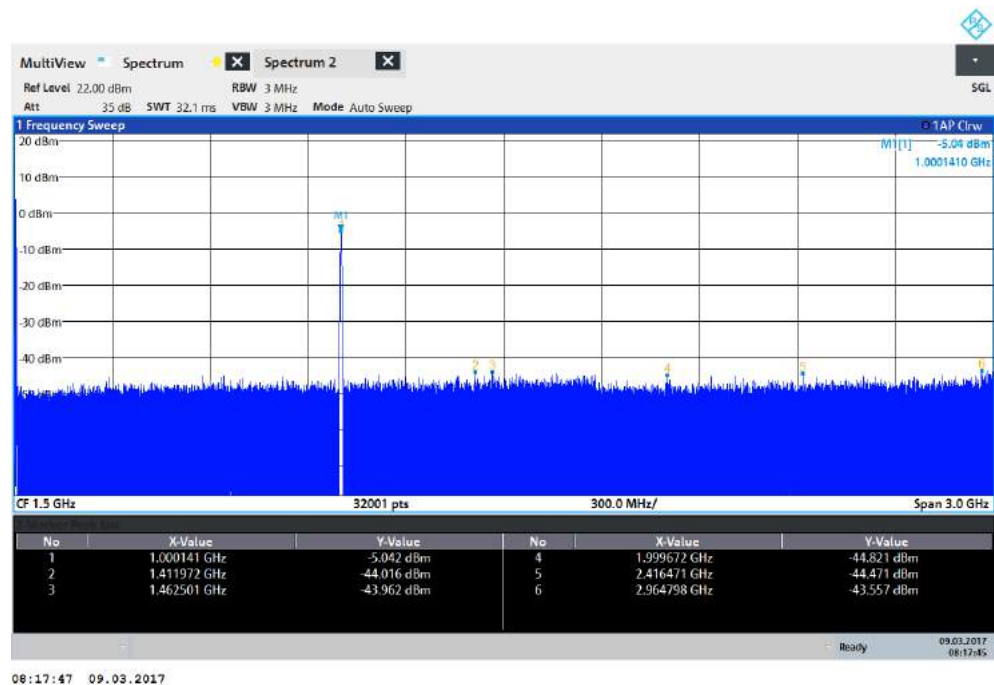 MultiView Spectrum X Spectrum 2 X
Ref Level 22.00 dBm RBW 3 MHz SGL
Att 35 dB SWT 32.1 ms VBW 3 MHz Mode Auto Sweep
1 Frequency Sweep 1AP Clrw
20 dBm M1[1] -5.04 dBm
1.0001410 GHz
10 dBm
0 dBm M1
-10 dBm
-20 dBm
-30 dBm
-40 dBm 2 3 4 5 6
CF 1.5 GHz 32001 pts 300.0 MHz/ Span 3.0 GHz
2 Marker Peak List
No X-Value Y-Value No X-Value Y-Value
1 1.000141 GHz -5.042 dBm 4 1.999672 GHz -44.821 dBm
2 1.411972 GHz -44.016 dBm 5 2.416471 GHz -44.471 dBm
3 1.462501 GHz -43.962 dBm 6 2.964798 GHz -43.557 dBm
Ready 09.03.2017
08:17:45
08:17:47 09.03.2017